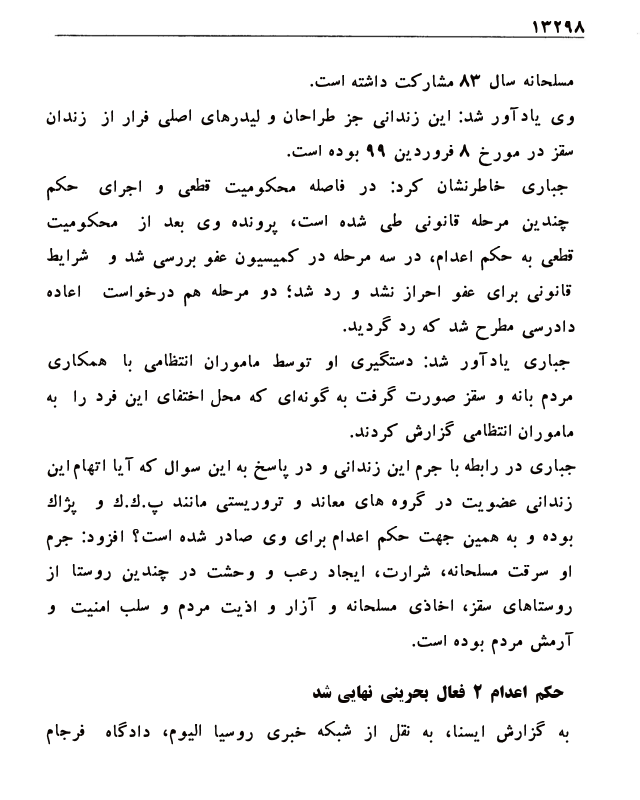 ۱۳۲۹۸
مسلحانه سال ۸۳ مشارکت داشته است.
وی یادآور شد: این زندانی جز طراحان و لیدرهای اصلی فرار از زندان
سقز در مورخ ۸ فروردین ۹۹ بوده است.
جباری خاطرنشان کرد: در فاصله محکومیت قطعی و اجرای حکم
چندین مرحله قانونی طی شده است، پرونده وی بعد از محکومیت
قطعی به حکم اعدام، در سه مرحله در کمیسیون عفو بررسی شد و شرایط
قانونی برای عفو احراز نشد و رد شد؛ دو مرحله هم درخواست اعاده
دادرسی مطرح شد که رد گردید.
جباری یادآور شد: دستگیری او توسط ماموران انتظامی با همکاری
مردم بانه و سقز صورت گرفت به گونه‌ای که محل اختفای این فرد را به
ماموران انتظامی گزارش کردند.
جباری در رابطه با جرم این زندانی و در پاسخ به این سوال که آیا اتهام این
زندانی عضویت در گروه های معاند و تروریستی مانند پ.ك.ك و پژاك
بوده و به همین جهت حکم اعدام برای وی صادر شده است؟ افزود: جرم
او سرقت مسلحانه، شرارت، ایجاد رعب و وحشت در چندین روستا از
روستاهای سقز، اخاذی مسلحانه و آزار و اذیت مردم و سلب امنیت و
آرمش مردم بوده است.
حکم اعدام ۲ فعال بحرینی نهایی شد
به گزارش ایسنا، به نقل از شبکه خبری روسیا الیوم، دادگاه فرجام